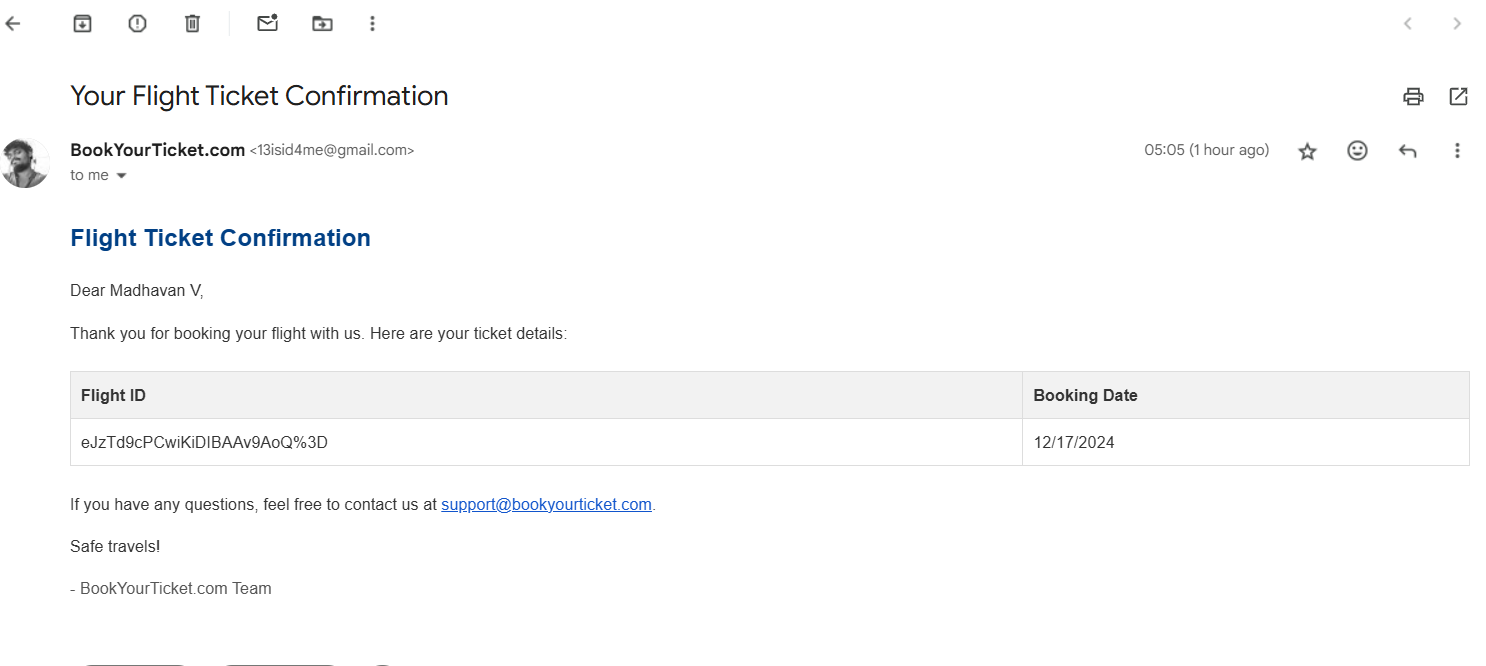 Your Flight Ticket Confirmation
BookYourTicket.com <13isid4me@gmail.com>
05:05 (1 hour ago)
to me
Flight Ticket Confirmation
Dear Madhavan V,
Thank you for booking your flight with us. Here are your ticket details:
Flight ID Booking Date
eJzTd9cPCwiKiDIBAAv9AoQ%3D 12/17/2024
If you have any questions, feel free to contact us at support@bookyourticket.com.
Safe travels!
- BookYourTicket.com Team